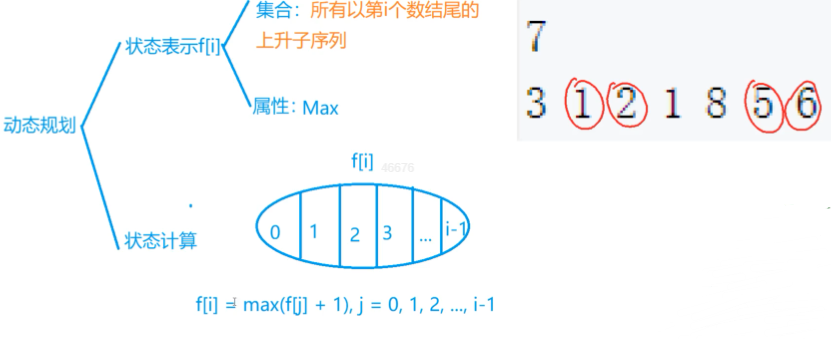 集合：所有以第i个数结尾的
上升子序列
状态表示f[i]
属性：Max
动态规划
状态计算
f[i]
46676
0 1 2 3 ... i-1
f[i] = max(f[j] + 1), j = 0, 1, 2, ..., i-1
7
3 1 2 1 8 5 6